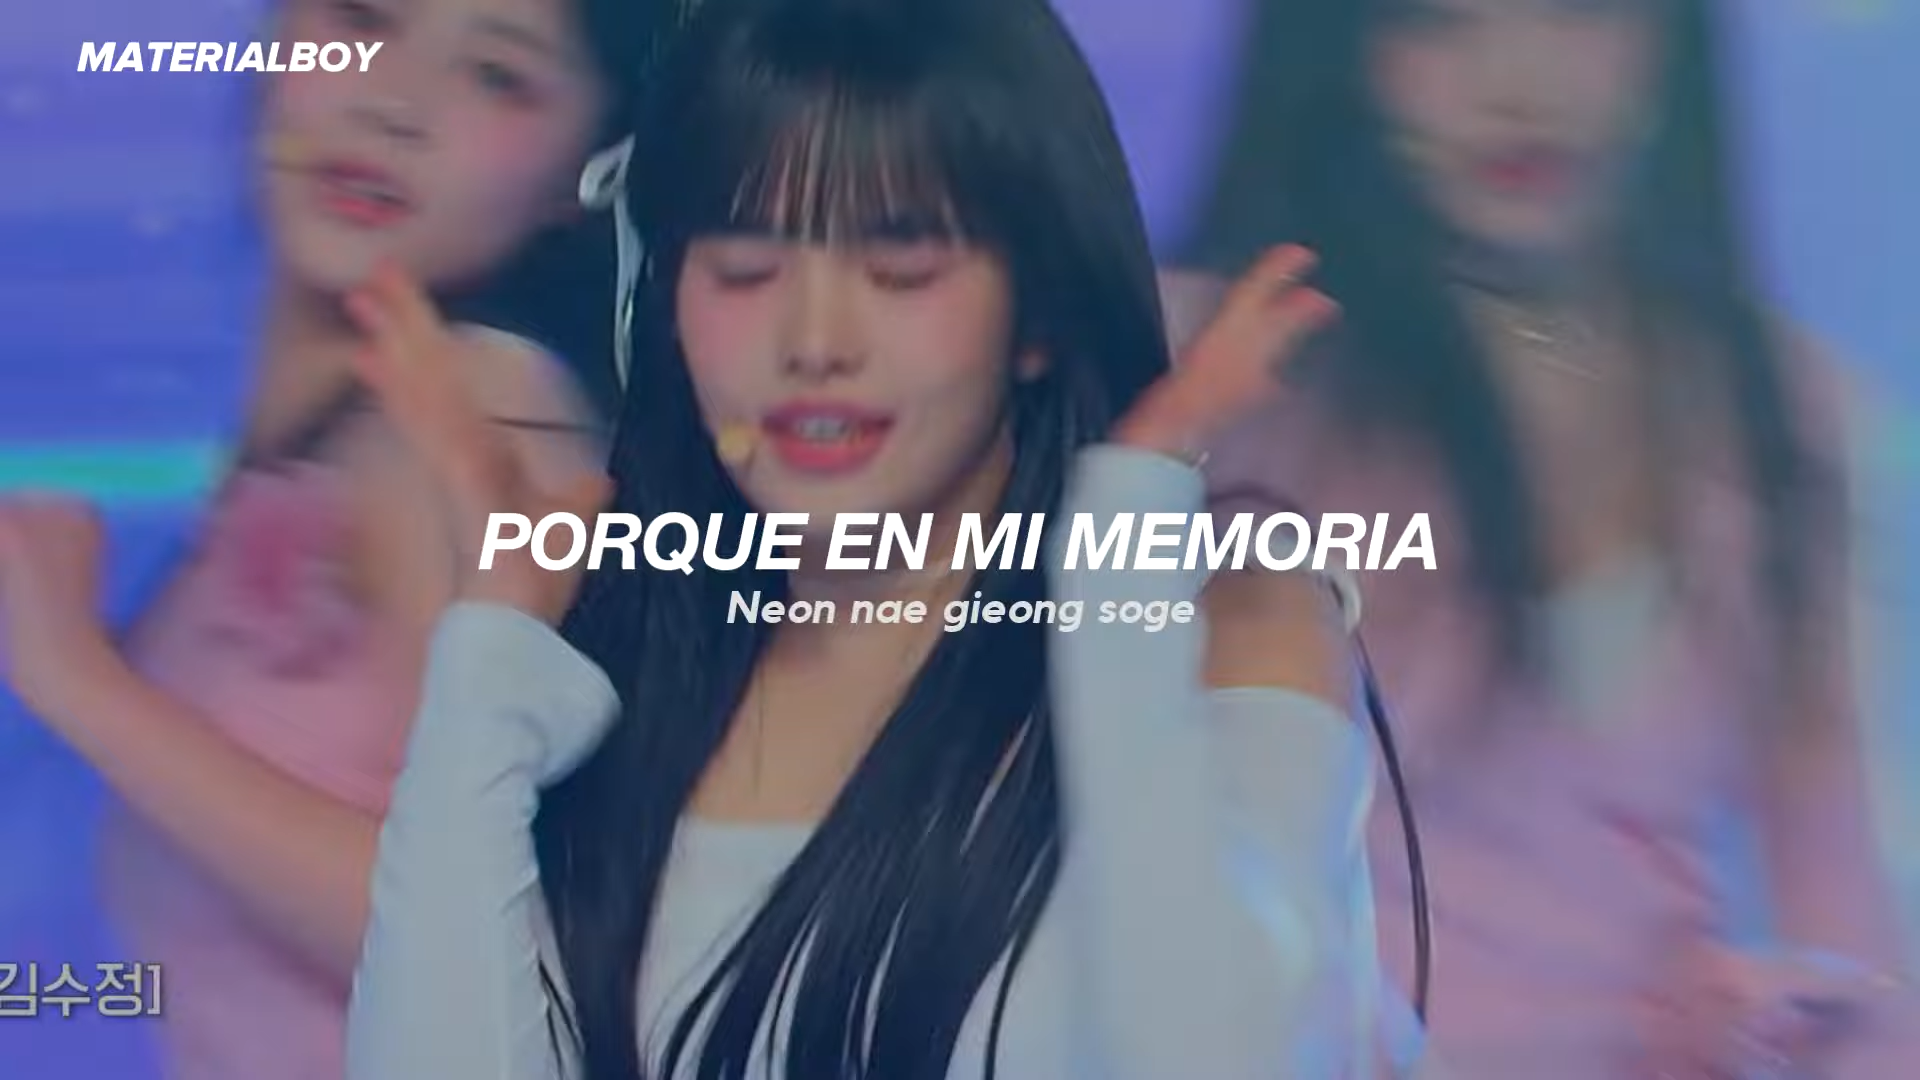 MATERIALBOY
PORQUE EN MI MEMORIA
Neon nae gieong soge
김수정]